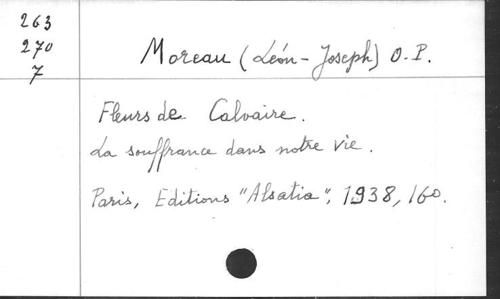 263
270
7
Moreau (Léon-Joseph) O.P.
Fleurs de Calvaire.
La souffrance dans notre vie.
Paris, Editions "Alsatia", 1938, 160.